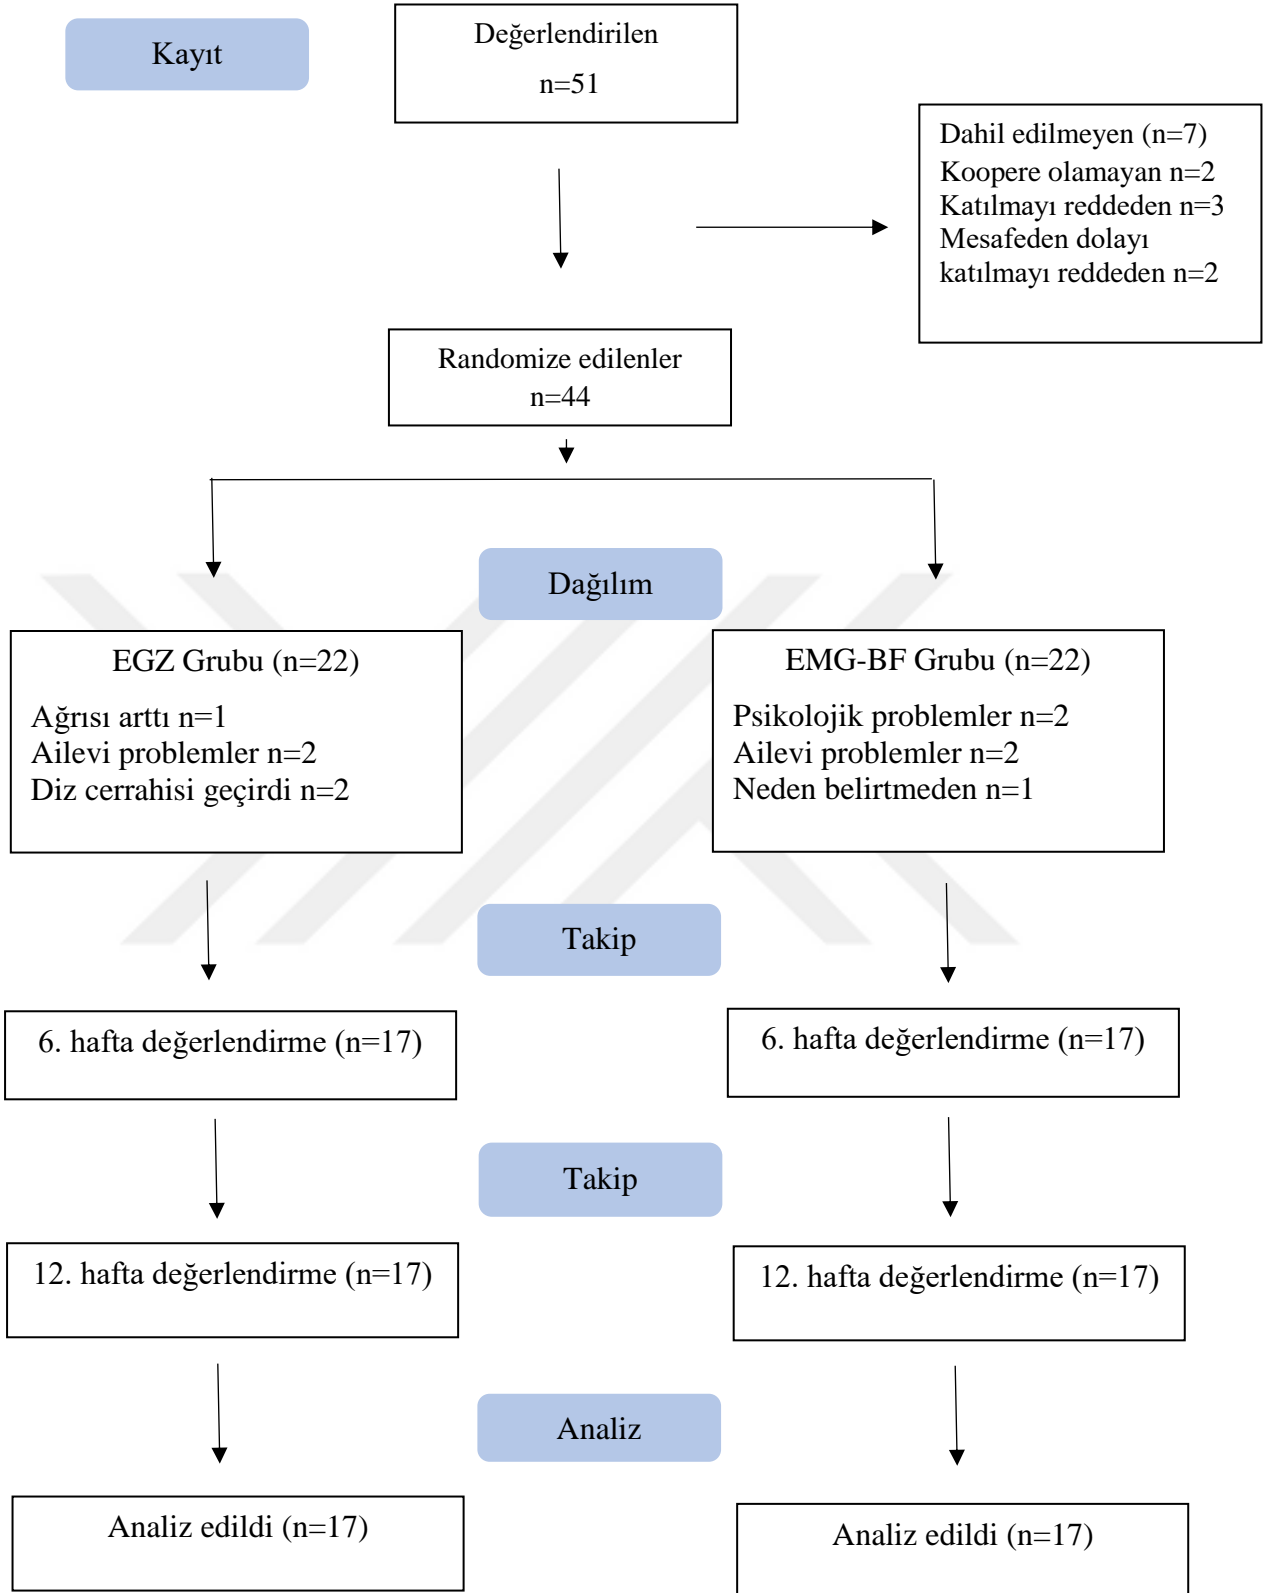 Kayıt
Değerlendirilen
n=51
Dahil edilmeyen (n=7)
Koopere olamayan n=2
Katılmayı reddeden n=3
Mesafeden dolayı
katılmayı reddeden n=2
Randomize edilenler
n=44
Dağılım
EGZ Grubu (n=22)
Ağrısı arttı n=1
Ailevi problemler n=2
Diz cerrahisi geçirdi n=2
EMG-BF Grubu (n=22)
Psikolojik problemler n=2
Ailevi problemler n=2
Neden belirtmeden n=1
Takip
6. hafta değerlendirme (n=17)
6. hafta değerlendirme (n=17)
Takip
12. hafta değerlendirme (n=17)
12. hafta değerlendirme (n=17)
Analiz
Analiz edildi (n=17)
Analiz edildi (n=17)